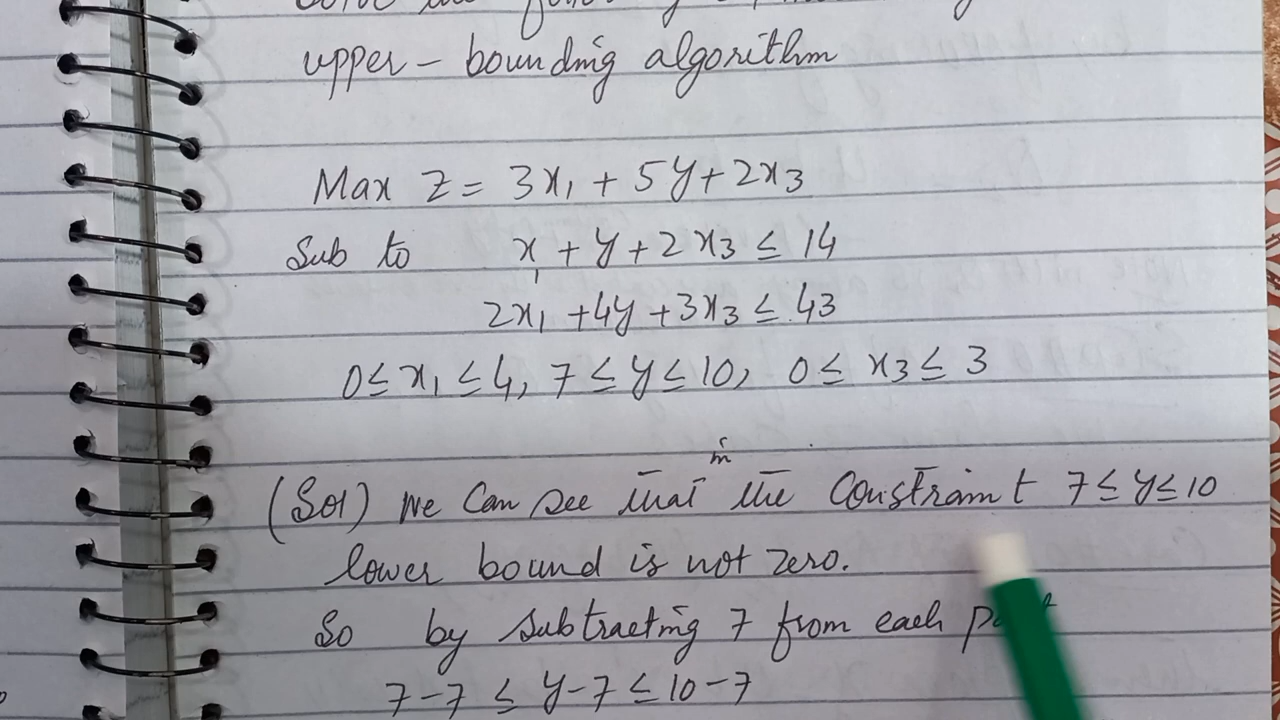 upper - bounding algorithm
Max Z = 3x₁ + 5y + 2x₃
Sub to x₁ + y + 2x₃ ≤ 14
2x₁ + 4y + 3x₃ ≤ 43
0 ≤ x₁ ≤ 4, 7 ≤ y ≤ 10, 0 ≤ x₃ ≤ 3
(Sol) We Can see that in the Constraint 7 ≤ y ≤ 10
lower bound is not zero.
So by subtracting 7 from each
7-7 ≤ y-7 ≤ 10-7